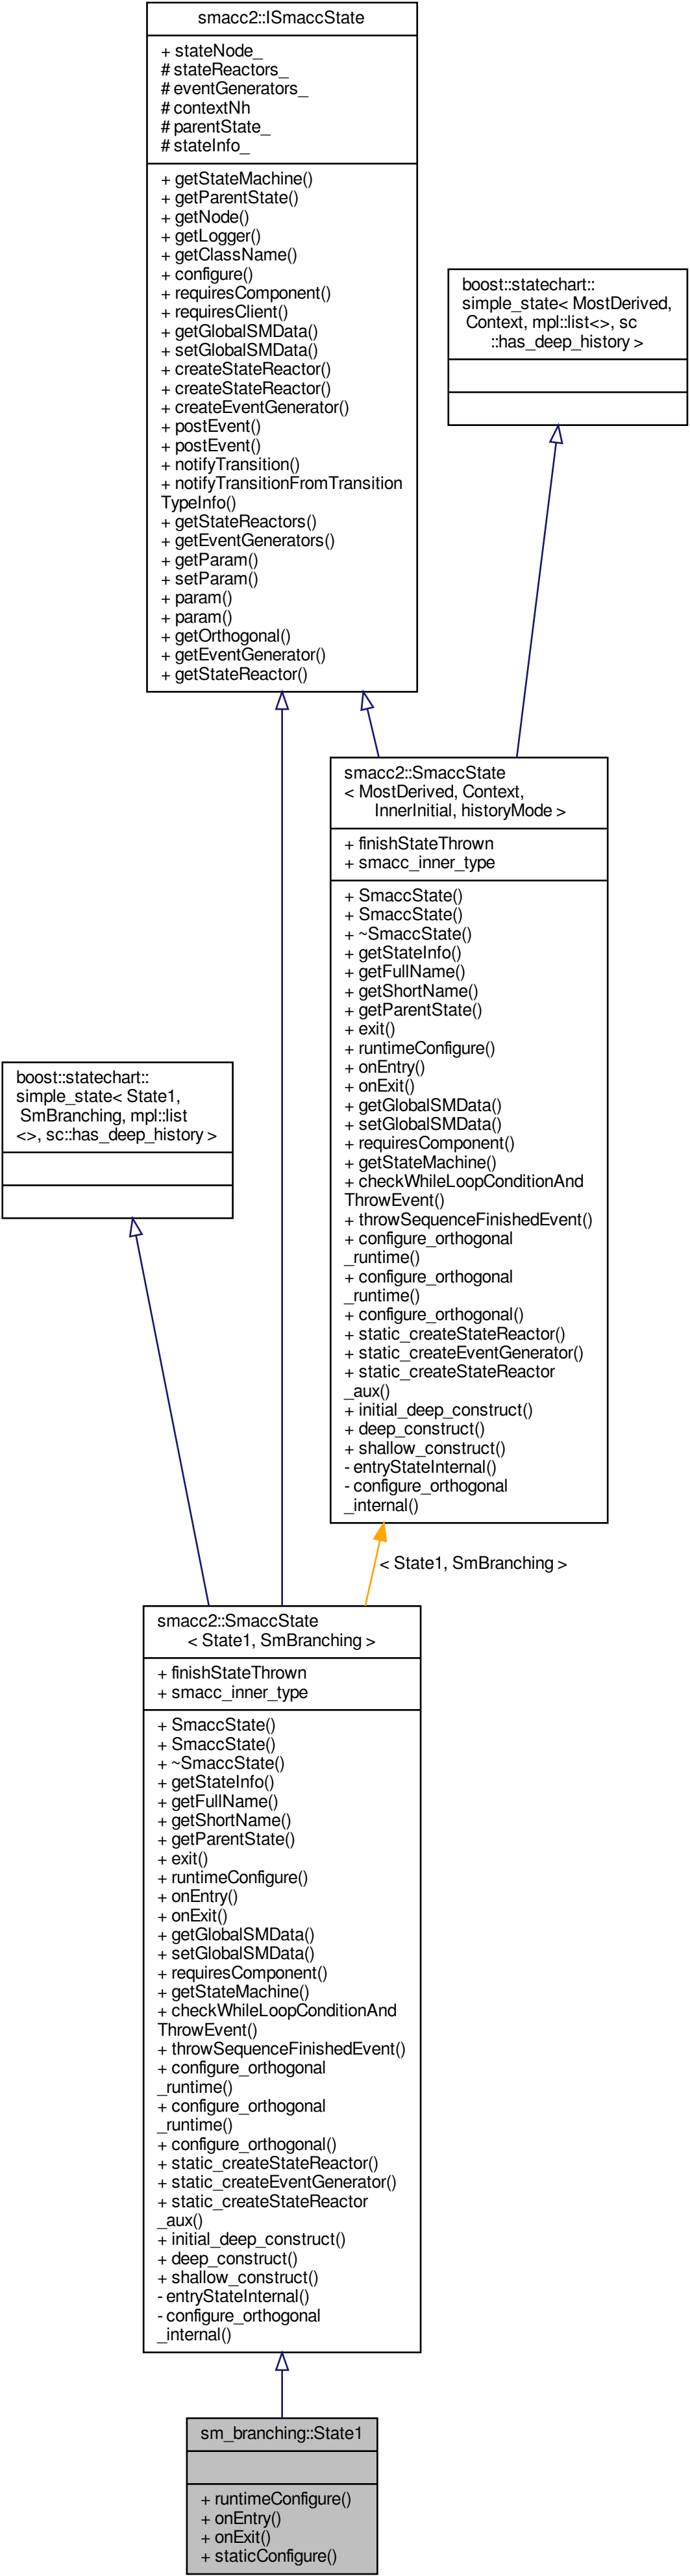 smacc2::ISmaccState
+ stateNode_
# stateReactors_
# eventGenerators_
# contextNh
# parentState_
# stateInfo_
+ getStateMachine()
+ getParentState()
+ getNode()
+ getLogger()
+ getClassName()
+ configure()
+ requiresComponent()
+ requiresClient()
+ getGlobalSMData()
+ setGlobalSMData()
+ createStateReactor()
+ createStateReactor()
+ createEventGenerator()
+ postEvent()
+ postEvent()
+ notifyTransition()
+ notifyTransitionFromTransition
TypeInfo()
+ getStateReactors()
+ getEventGenerators()
+ getParam()
+ setParam()
+ param()
+ param()
+ getOrthogonal()
+ getEventGenerator()
+ getStateReactor()
boost::statechart::
simple_state< MostDerived,
Context, mpl::list<>, sc
::has_deep_history >
smacc2::SmaccState
< MostDerived, Context,
InnerInitial, historyMode >
+ finishStateThrown
+ smacc_inner_type
+ SmaccState()
+ SmaccState()
+ ~SmaccState()
+ getStateInfo()
+ getFullName()
+ getShortName()
+ getParentState()
+ exit()
+ runtimeConfigure()
+ onEntry()
+ onExit()
+ getGlobalSMData()
+ setGlobalSMData()
+ requiresComponent()
+ getStateMachine()
+ checkWhileLoopConditionAnd
ThrowEvent()
+ throwSequenceFinishedEvent()
+ configure_orthogonal
_runtime()
+ configure_orthogonal
_runtime()
+ configure_orthogonal()
+ static_createStateReactor()
+ static_createEventGenerator()
+ static_createStateReactor
_aux()
+ initial_deep_construct()
+ deep_construct()
+ shallow_construct()
- entryStateInternal()
- configure_orthogonal
_internal()
boost::statechart::
simple_state< State1,
SmBranching, mpl::list
<>, sc::has_deep_history >
< State1, SmBranching >
smacc2::SmaccState
< State1, SmBranching >
+ finishStateThrown
+ smacc_inner_type
+ SmaccState()
+ SmaccState()
+ ~SmaccState()
+ getStateInfo()
+ getFullName()
+ getShortName()
+ getParentState()
+ exit()
+ runtimeConfigure()
+ onEntry()
+ onExit()
+ getGlobalSMData()
+ setGlobalSMData()
+ requiresComponent()
+ getStateMachine()
+ checkWhileLoopConditionAnd
ThrowEvent()
+ throwSequenceFinishedEvent()
+ configure_orthogonal
_runtime()
+ configure_orthogonal
_runtime()
+ configure_orthogonal()
+ static_createStateReactor()
+ static_createEventGenerator()
+ static_createStateReactor
_aux()
+ initial_deep_construct()
+ deep_construct()
+ shallow_construct()
- entryStateInternal()
- configure_orthogonal
_internal()
sm_branching::State1
+ runtimeConfigure()
+ onEntry()
+ onExit()
+ staticConfigure()